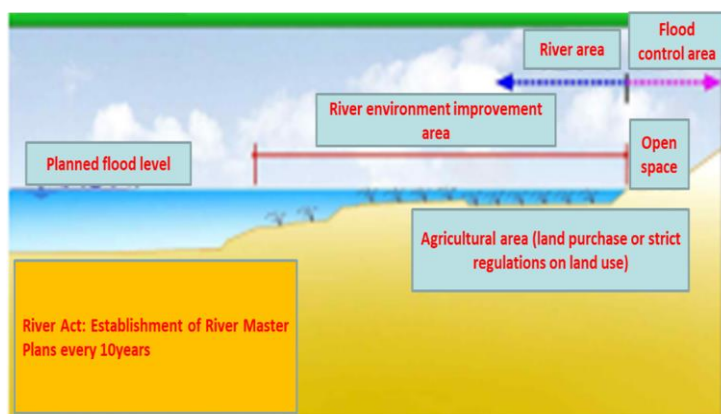 River area
Flood
control area
River environment improvement
area
Planned flood level
Open
space
Agricultural area (land purchase or strict
regulations on land use)
River Act: Establishment of River Master
Plans every 10years